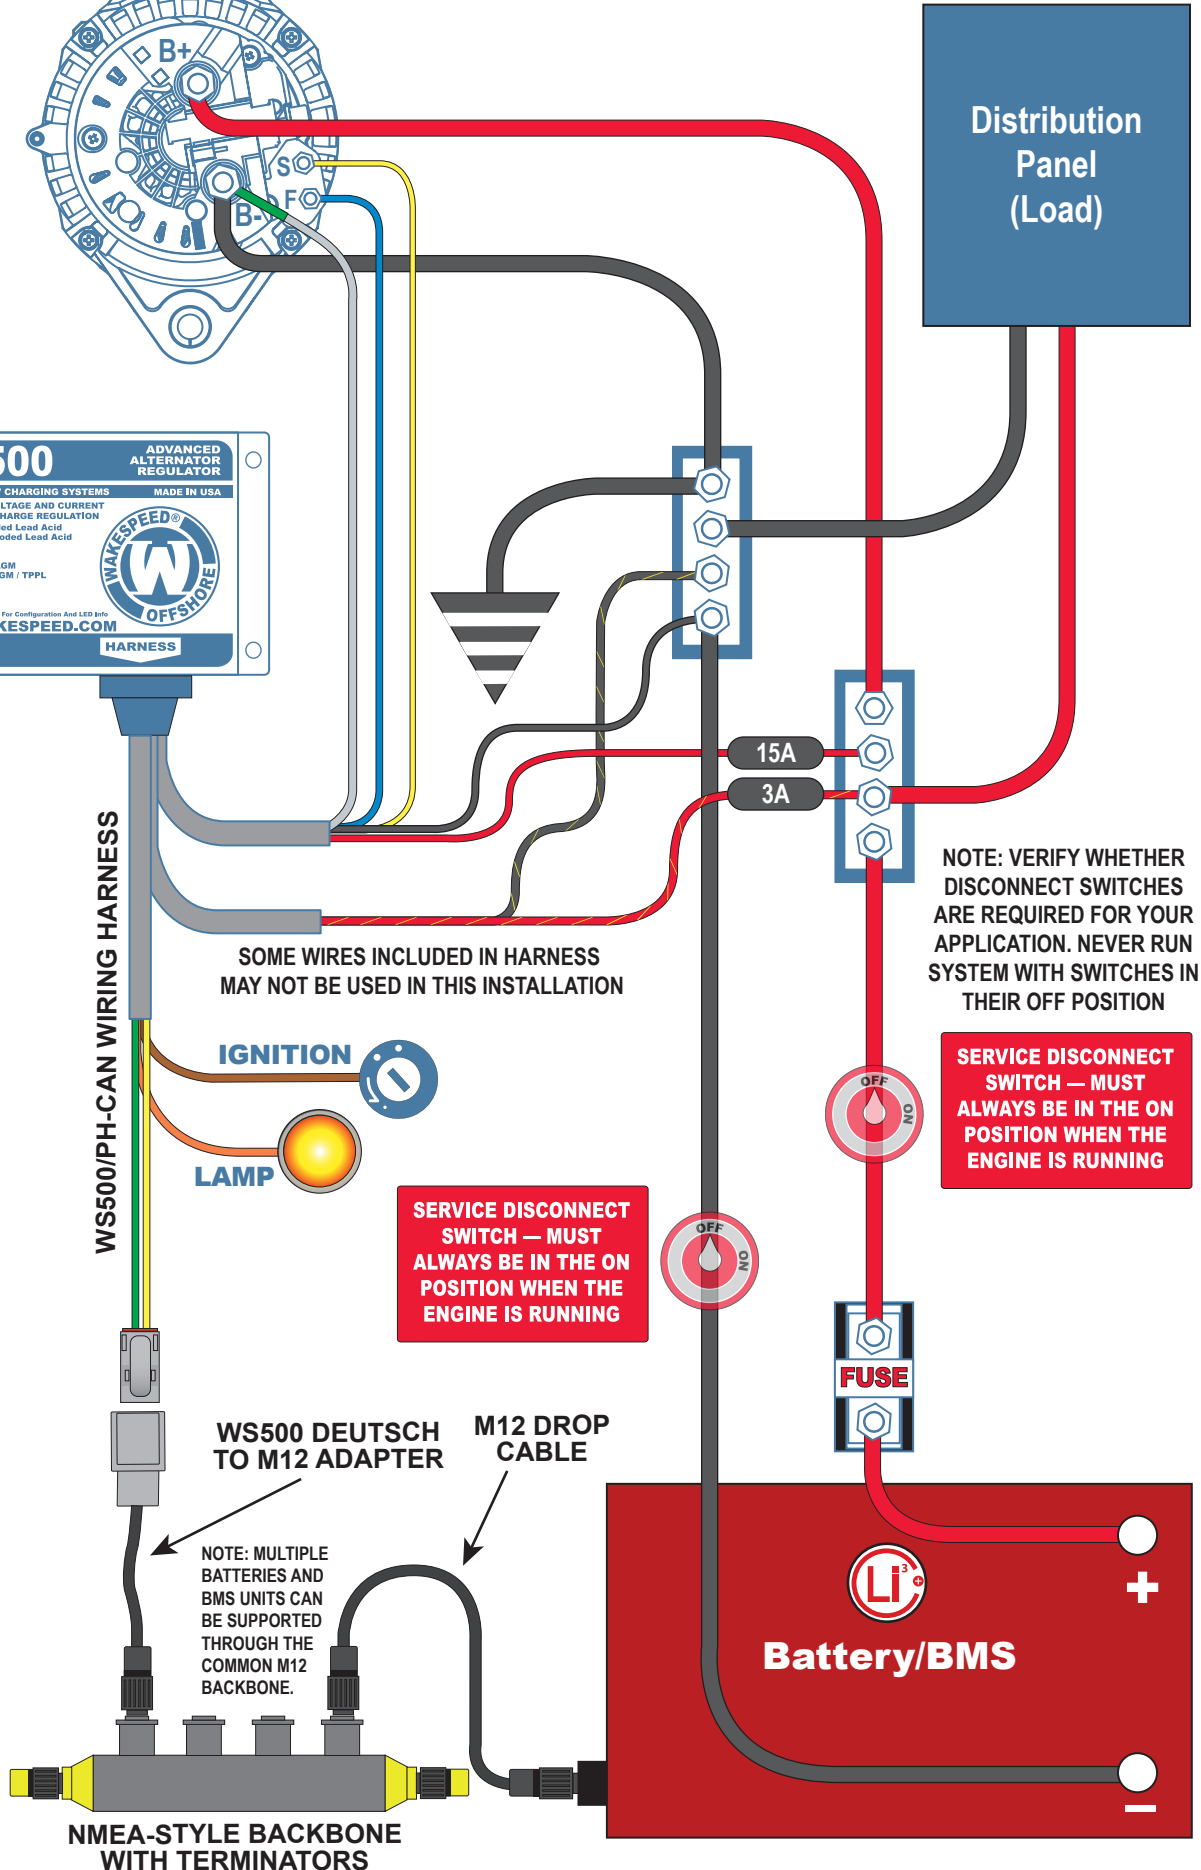 B+
S
F
B-
Distribution
Panel
(Load)
500
ADVANCED
ALTERNATOR
REGULATOR
CHARGING SYSTEMS
MADE IN USA
LTAGE AND CURRENT
HARGE REGULATION
ed Lead Acid
oded Lead Acid
GM
GM / TPPL
WAKESPEED®
W
OFFSHORE
For Configuration And LED Info
KESPEED.COM
HARNESS
15A
3A
WS500/PH-CAN WIRING HARNESS
SOME WIRES INCLUDED IN HARNESS
MAY NOT BE USED IN THIS INSTALLATION
NOTE: VERIFY WHETHER
DISCONNECT SWITCHES
ARE REQUIRED FOR YOUR
APPLICATION. NEVER RUN
SYSTEM WITH SWITCHES IN
THEIR OFF POSITION
IGNITION
LAMP
OFF
ON
SERVICE DISCONNECT
SWITCH — MUST
ALWAYS BE IN THE ON
POSITION WHEN THE
ENGINE IS RUNNING
SERVICE DISCONNECT
SWITCH — MUST
ALWAYS BE IN THE ON
POSITION WHEN THE
ENGINE IS RUNNING
OFF
ON
FUSE
WS500 DEUTSCH
TO M12 ADAPTER
M12 DROP
CABLE
NOTE: MULTIPLE
BATTERIES AND
BMS UNITS CAN
BE SUPPORTED
THROUGH THE
COMMON M12
BACKBONE.
Li3+
+
Battery/BMS
–
NMEA-STYLE BACKBONE
WITH TERMINATORS